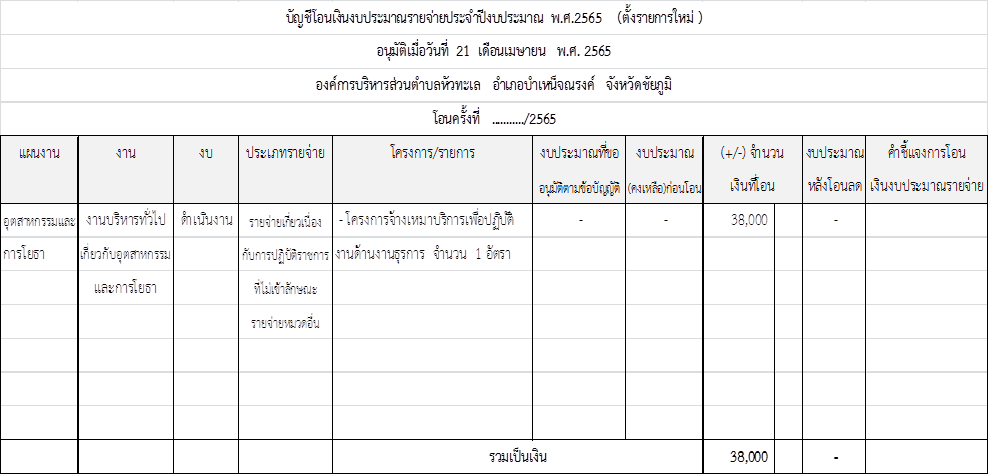 บัญชีโอนเงินงบประมาณรายจ่ายประจำปีงบประมาณ พ.ศ.2565 (ตั้งรายการใหม่ )
อนุมัติเมื่อวันที่ 21 เดือนเมษายน พ.ศ. 2565
องค์การบริหารส่วนตำบลหัวทะเล อำเภอบำเหน็จณรงค์ จังหวัดชัยภูมิ
โอนครั้งที่ .........../2565
แผนงาน งาน งบ ประเภทรายจ่าย โครงการ/รายการ งบประมาณที่ขอ งบประมาณ (+/-) จำนวน งบประมาณ คำชี้แจงการโอน
อนุมัติตามข้อบัญญัติ (คงเหลือ)ก่อนโอน เงินที่โอน หลังโอนลด เงินงบประมาณรายจ่าย
อุตสาหกรรมและ งานบริหารทั่วไป ดำเนินงาน รายจ่ายเกี่ยวเนื่อง -โครงการจ้างเหมาบริการเพื่อปฏิบัติ - - 38,000 -
การโยธา เกี่ยวกับอุตสาหกรรม กับการปฏิบัติราชการ งานด้านงานธุรการ จำนวน 1 อัตรา
และการโยธา ที่ไม่เข้าลักษณะ
รายจ่ายหมวดอื่น
รวมเป็นเงิน 38,000 -